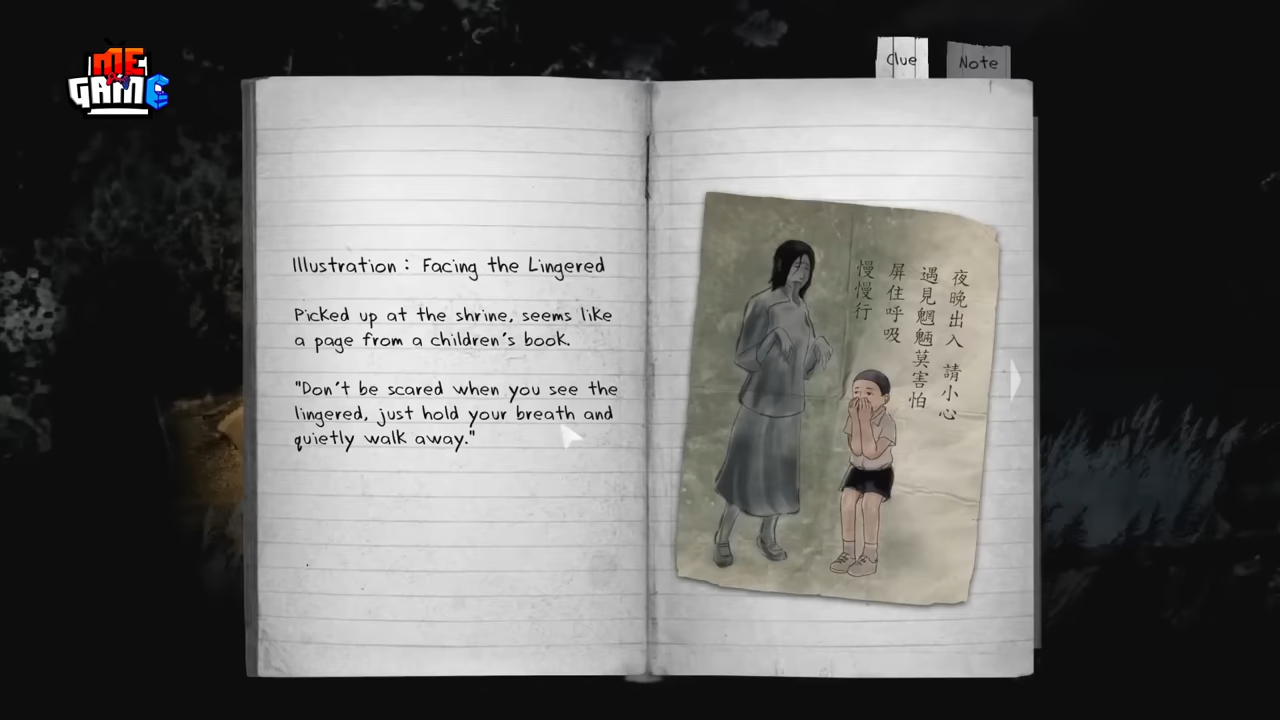 ME
GAME
Clue
Note
Illustration : Facing the Lingered
Picked up at the shrine, seems like
a page from a children's book.
"Don't be scared when you see the
lingered, just hold your breath and
quietly walk away."
夜晚出入 請小心
遇見魍魎莫害怕
屏住呼吸
慢慢行